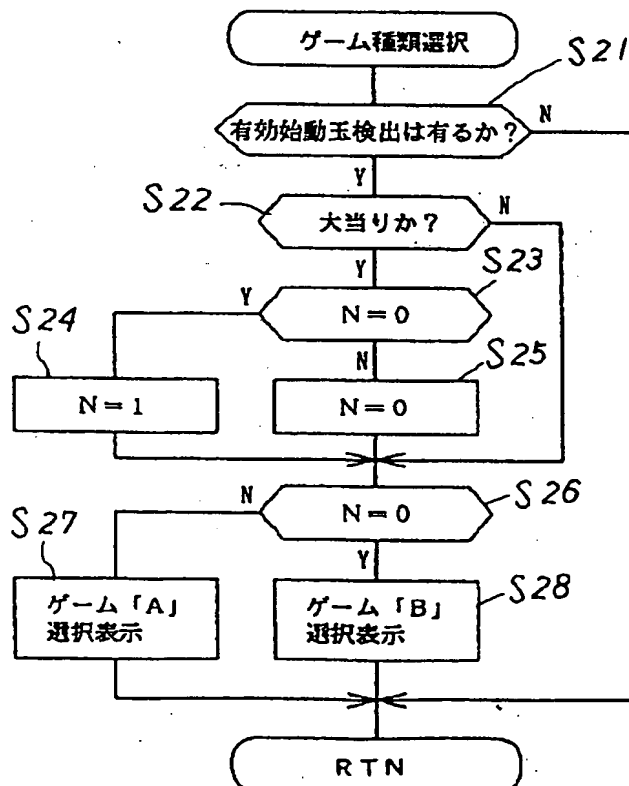 ゲーム種類選択
S21
有効始動玉検出は有るか?
N
Y
S22
大当りか?
N
Y
S23
Y
N=0
S24
N
S25
N=1
N=0
N
N=0
S26
S27
Y
ゲーム「A」
選択表示
ゲーム「B」
選択表示
S28
RTN